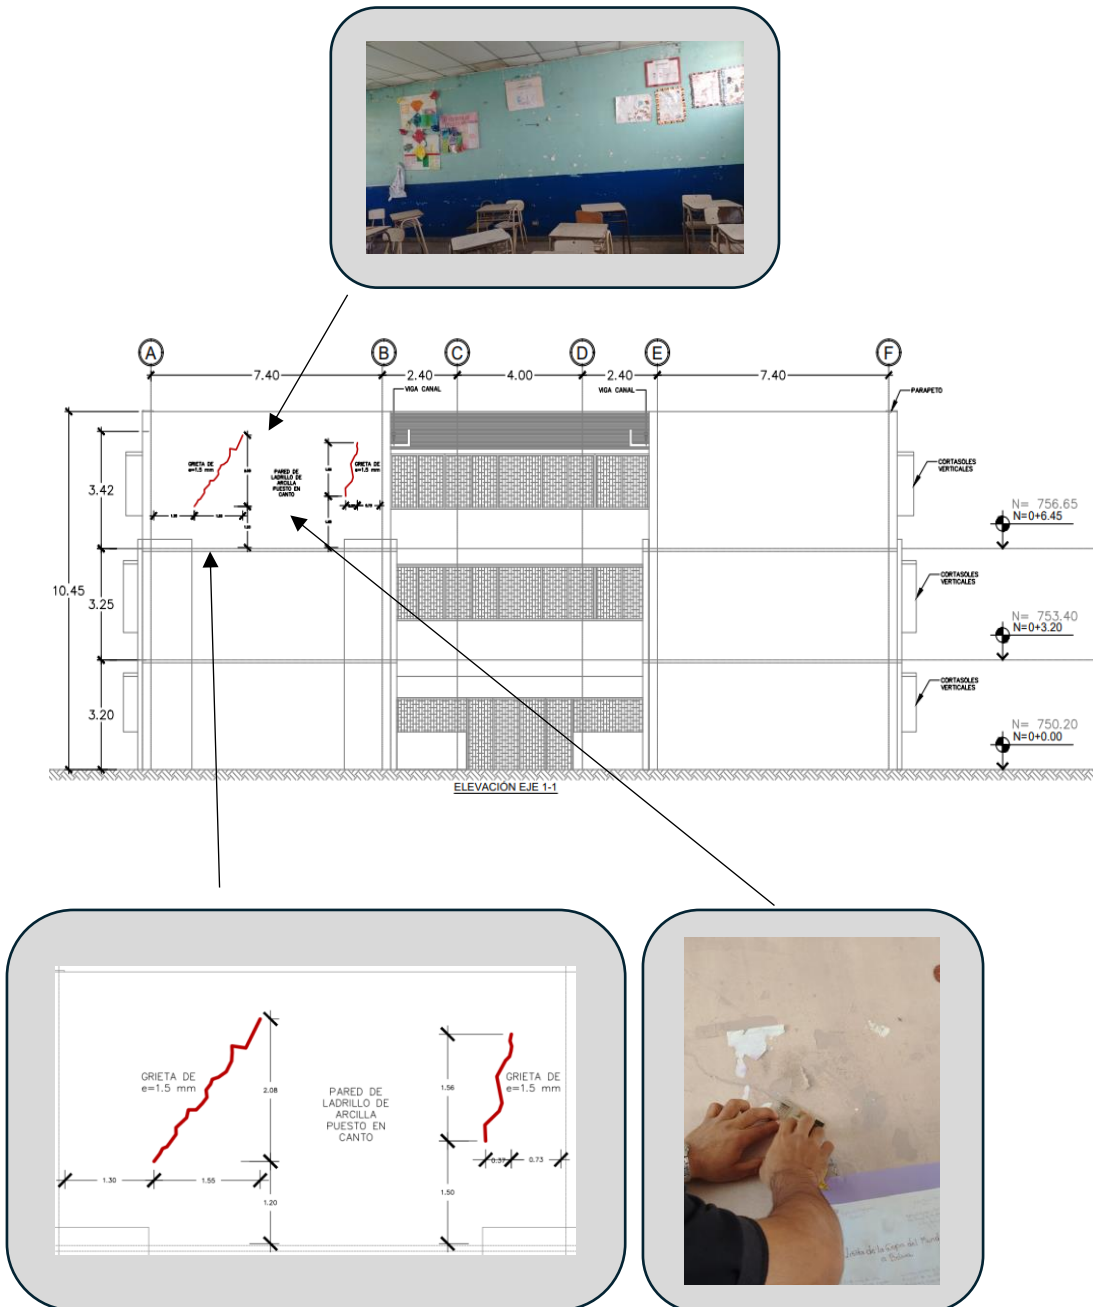 A
B
C
D
E
F
7.40
2.40
4.00
2.40
7.40
VIGA CANAL
VIGA CANAL
PARAPETO
GRIETA DE
e=1.5 mm
PARED DE
LADRILLO DE
ARCILLA
PUESTO EN
CANTO
GRIETA DE
e=1.5 mm
CORTASOLES
VERTICALES
3.42
N= 756.65
N=0+6.45
10.45
3.25
CORTASOLES
VERTICALES
N= 753.40
N=0+3.20
3.20
CORTASOLES
VERTICALES
N= 750.20
N=0+0.00
ELEVACIÓN EJE 1-1
GRIETA DE
e=1.5 mm
2.08
PARED DE
LADRILLO DE
ARCILLA
PUESTO EN
CANTO
1.56
GRIETA DE
e=1.5 mm
1.30
1.55
1.20
0.37
0.73
1.50